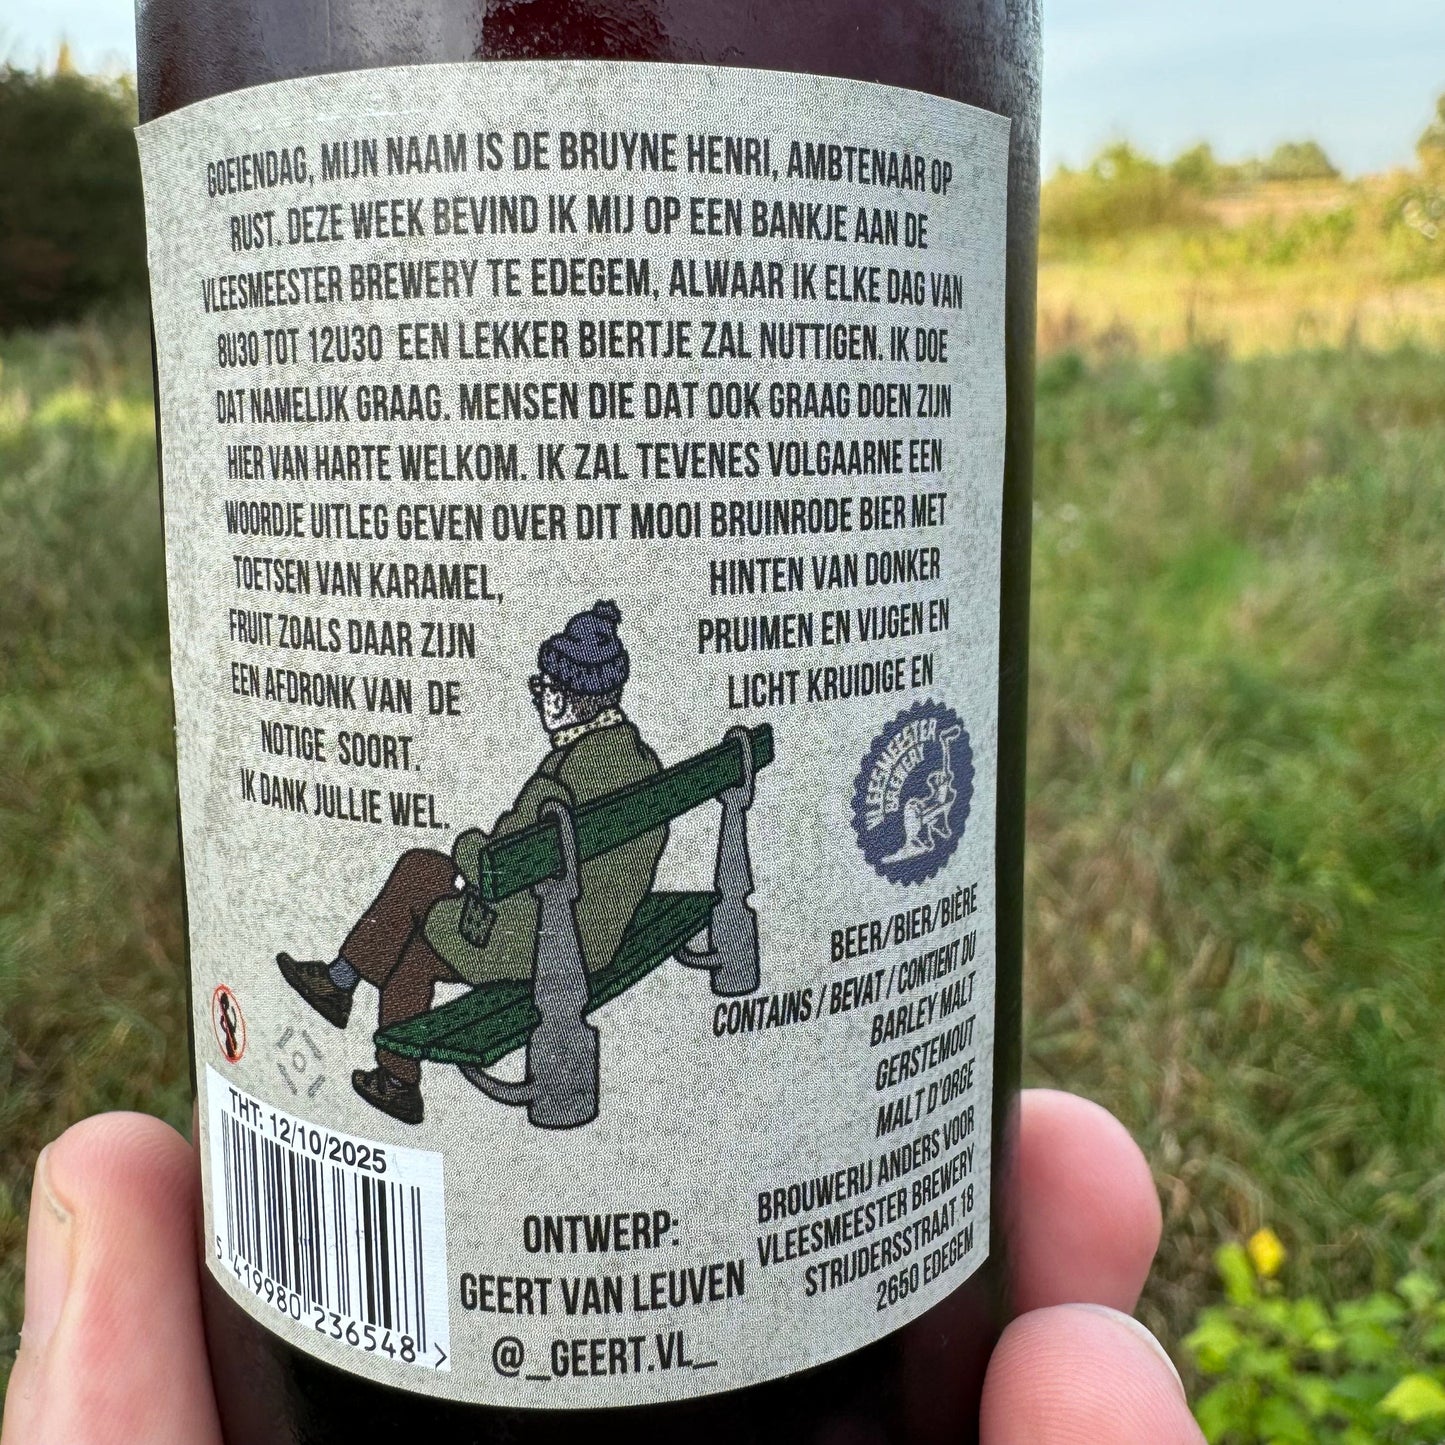 GOEIENDAG, MIJN NAAM IS DE BRUYNE HENRI, AMBTENAAR OP
RUST. DEZE WEEK BEVIND IK MIJ OP EEN BANKJE AAN DE
VLEESMEESTER BREWERY TE EDEGEM, ALWAAR IK ELKE DAG VAN
8U30 TOT 12U30 EEN LEKKER BIERTJE ZAL NUTTIGEN. IK DOE
DAT NAMELIJK GRAAG. MENSEN DIE DAT OOK GRAAG DOEN ZIJN
HIER VAN HARTE WELKOM. IK ZAL TEVENES VOLGAARNE EEN
WOORDJE UITLEG GEVEN OVER DIT MOOI BRUINRODE BIER MET
TOETSEN VAN KARAMEL, HINTEN VAN DONKER
FRUIT ZOALS DAAR ZIJN PRUIMEN EN VIJGEN EN
EEN AFDRONK VAN DE LICHT KRUIDIGE EN
NOTIGE SOORT.
IK DANK JULLIE WEL.
VLEESMEESTER
BREWERY
BEER/BIER/BIÈRE
CONTAINS / BEVAT / CONTIENT DU
BARLEY MALT
GERSTEMOUT
MALT D'ORGE
BROUWERIJ ANDERS VOOR
VLEESMEESTER BREWERY
STRIJDERSSTRAAT 18
2650 EDEGEM
THT: 12/10/2025
5 419980 236548 >
ONTWERP:
GEERT VAN LEUVEN
@_GEERT.VL_